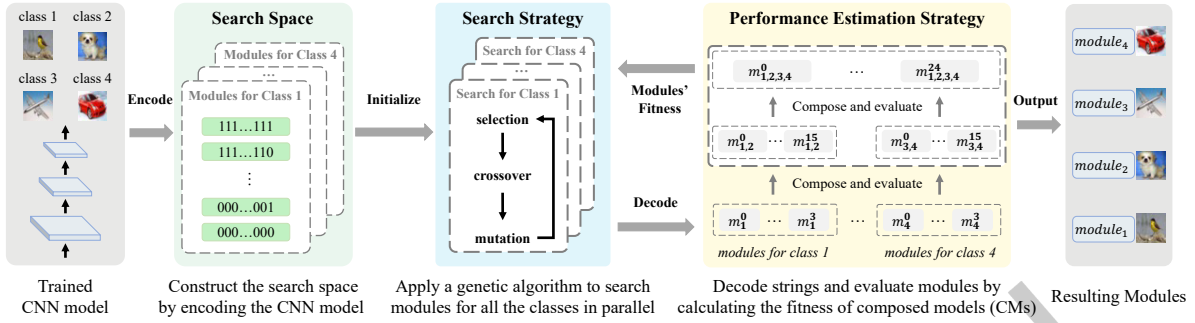 class 1 class 2
class 3 class 4
Trained
CNN model
Encode
Search Space
Modules for Class 4
...
Modules for Class 1
111...111
111...110
⋮
000...001
000...000
Construct the search space
by encoding the CNN model
Initialize
Search Strategy
Search for Class 4
...
Search for Class 1
selection
crossover
mutation
Apply a genetic algorithm to search
modules for all the classes in parallel
Modules'
Fitness
Decode
Performance Estimation Strategy
m^0_{1,2,3,4} ... m^{24}_{1,2,3,4}
Compose and evaluate
m^0_{1,2} ... m^{15}_{1,2} m^0_{3,4} ... m^{15}_{3,4}
Compose and evaluate
m^0_1 ... m^3_1 ... m^0_4 ... m^3_4
modules for class 1 modules for class 4
Decode strings and evaluate modules by
calculating the fitness of composed models (CMs)
Output
module_4
module_3
module_2
module_1
Resulting Modules